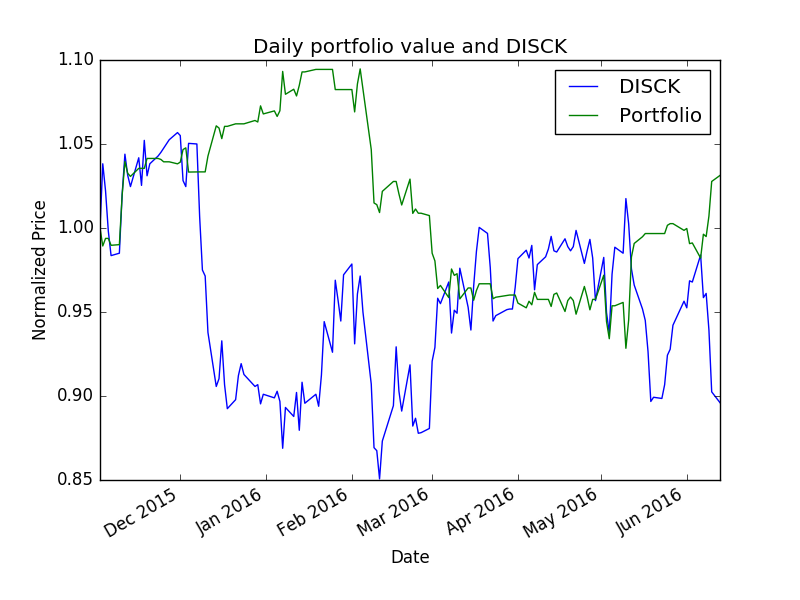 Daily portfolio value and DISCK
1.10
1.05
1.00
0.95
0.90
0.85
Normalized Price
DISCK
Portfolio
Dec 2015
Jan 2016
Feb 2016
Mar 2016
Apr 2016
May 2016
Jun 2016
Date